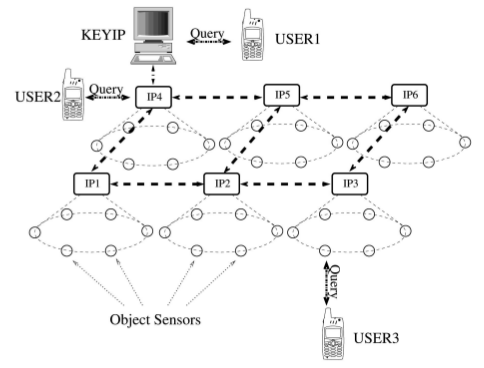 KEYIP
Query
USER1
USER2
Query
IP4
IP5
IP6
IP1
IP2
IP3
Query
Object Sensors
USER3